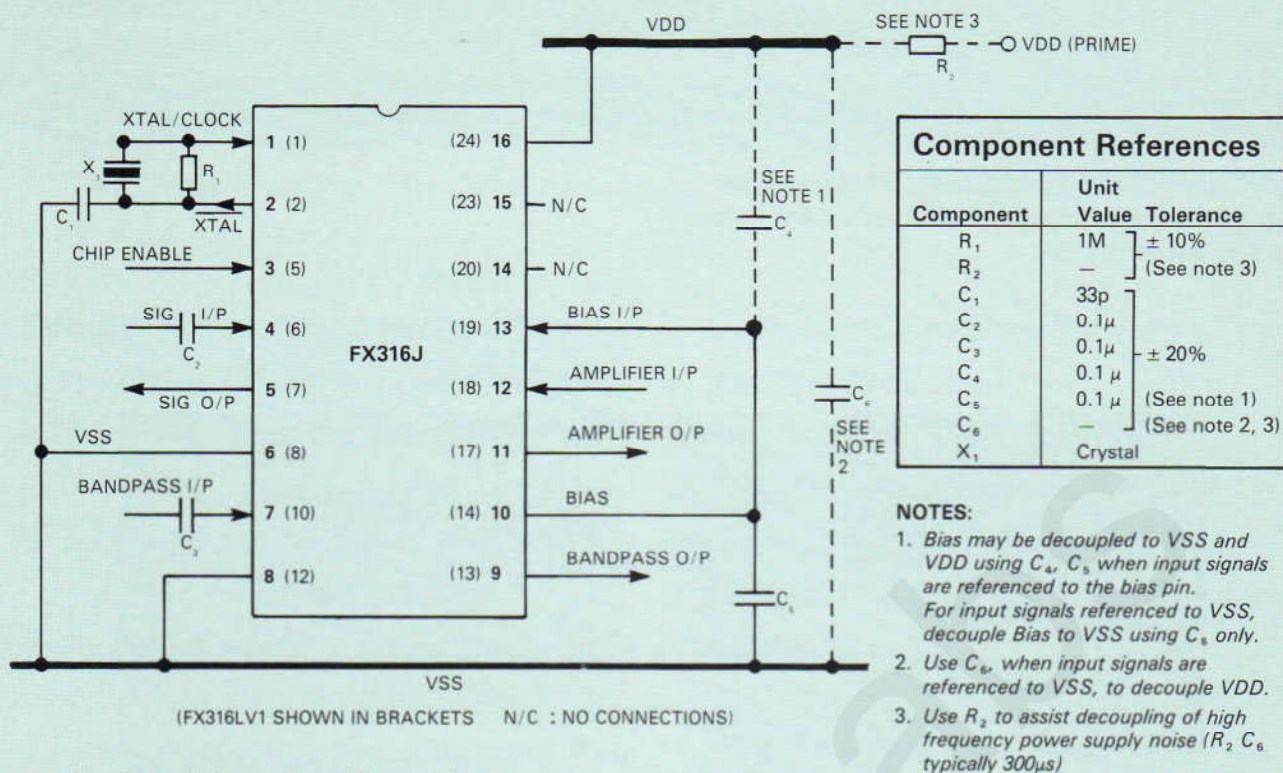 VDD
SEE NOTE 3
VDD (PRIME)
R₂
XTAL/CLOCK
X₁
R₁
C₁
XTAL
CHIP ENABLE
SIG I/P
C₂
SIG O/P
VSS
BANDPASS I/P
C₃
1 (1)
2 (2)
3 (5)
4 (6)
5 (7)
6 (8)
7 (10)
8 (12)
FX316J
(24) 16
(23) 15
(20) 14
(19) 13
(18) 12
(17) 11
(14) 10
(13) 9
N/C
N/C
BIAS I/P
AMPLIFIER I/P
AMPLIFIER O/P
BIAS
BANDPASS O/P
SEE
NOTE 1
C₄
C₆
SEE
NOTE
2
C₅
VSS
(FX316LV1 SHOWN IN BRACKETS N/C : NO CONNECTIONS)
Component References
Unit
Component Value Tolerance
R₁ 1M ± 10%
R₂ — (See note 3)
C₁ 33p
C₂ 0.1µ
C₃ 0.1µ ± 20%
C₄ 0.1 µ
C₅ 0.1 µ (See note 1)
C₆ — (See note 2, 3)
X₁ Crystal
NOTES:
1. Bias may be decoupled to VSS and
VDD using C₄, C₅ when input signals
are referenced to the bias pin.
For input signals referenced to VSS,
decouple Bias to VSS using C₅ only.
2. Use C₆, when input signals are
referenced to VSS, to decouple VDD.
3. Use R₂ to assist decoupling of high
frequency power supply noise (R₂ C₆
typically 300µs)